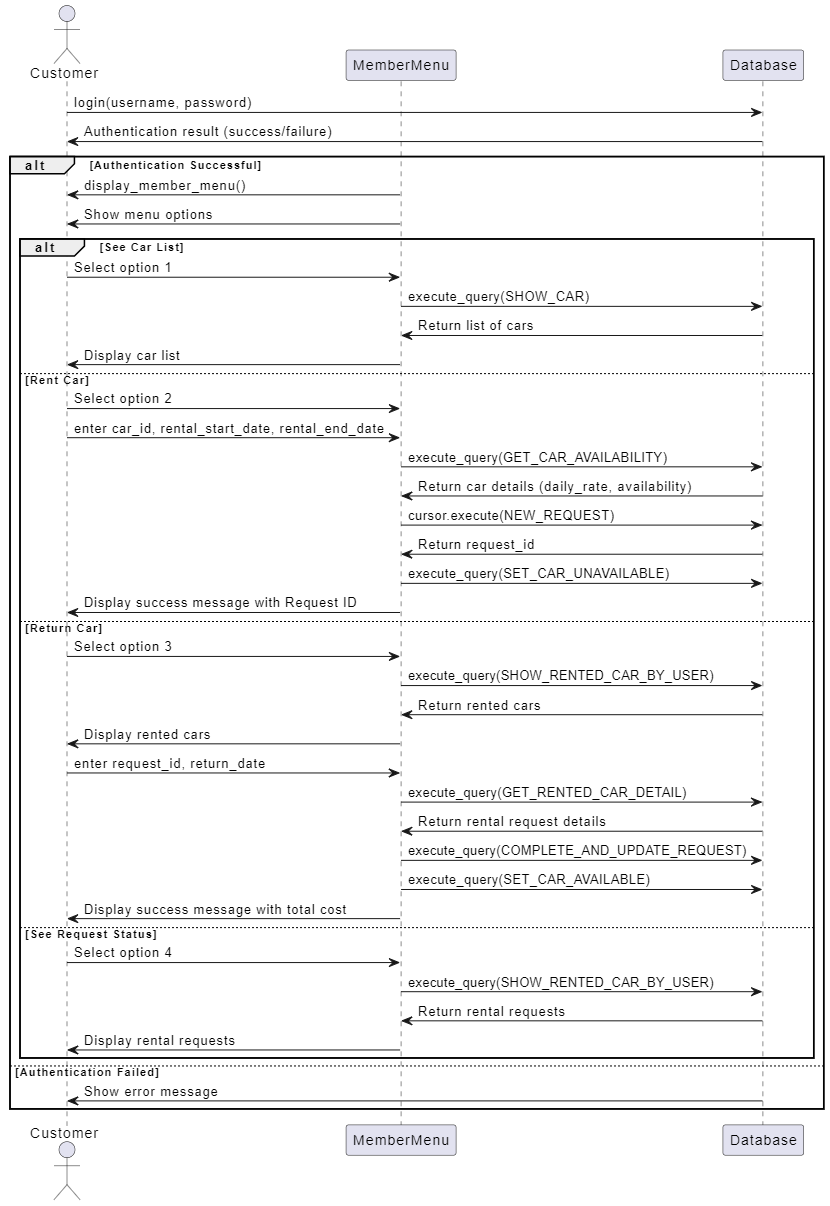 Customer
MemberMenu
Database
login(username, password)
Authentication result (success/failure)
alt
[Authentication Successful]
display_member_menu()
Show menu options
alt
[See Car List]
Select option 1
execute_query(SHOW_CAR)
Return list of cars
Display car list
[Rent Car]
Select option 2
enter car_id, rental_start_date, rental_end_date
execute_query(GET_CAR_AVAILABILITY)
Return car details (daily_rate, availability)
cursor.execute(NEW_REQUEST)
Return request_id
execute_query(SET_CAR_UNAVAILABLE)
Display success message with Request ID
[Return Car]
Select option 3
execute_query(SHOW_RENTED_CAR_BY_USER)
Return rented cars
Display rented cars
enter request_id, return_date
execute_query(GET_RENTED_CAR_DETAIL)
Return rental request details
execute_query(COMPLETE_AND_UPDATE_REQUEST)
execute_query(SET_CAR_AVAILABLE)
Display success message with total cost
[See Request Status]
Select option 4
execute_query(SHOW_RENTED_CAR_BY_USER)
Return rental requests
Display rental requests
[Authentication Failed]
Show error message
Customer
MemberMenu
Database